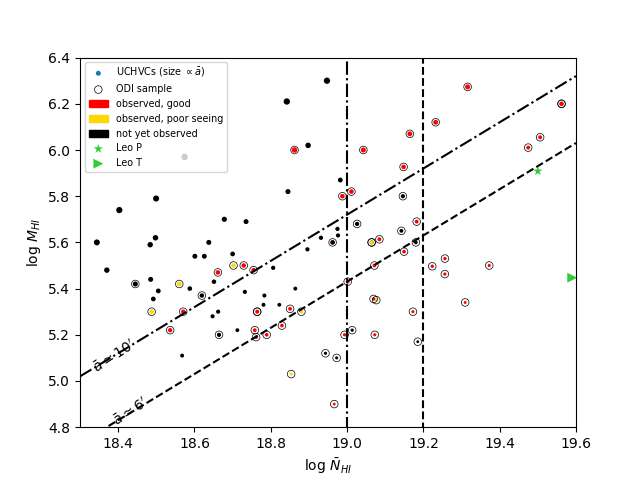 6.4
6.2
6.0
5.8
5.6
5.4
5.2
5.0
4.8
log M_HI
UCHVCs (size ∝ ā)
ODI sample
observed, good
observed, poor seeing
not yet observed
Leo P
Leo T
ā = 10′
ā = 6′
18.4 18.6 18.8 19.0 19.2 19.4 19.6
log N̄_HI